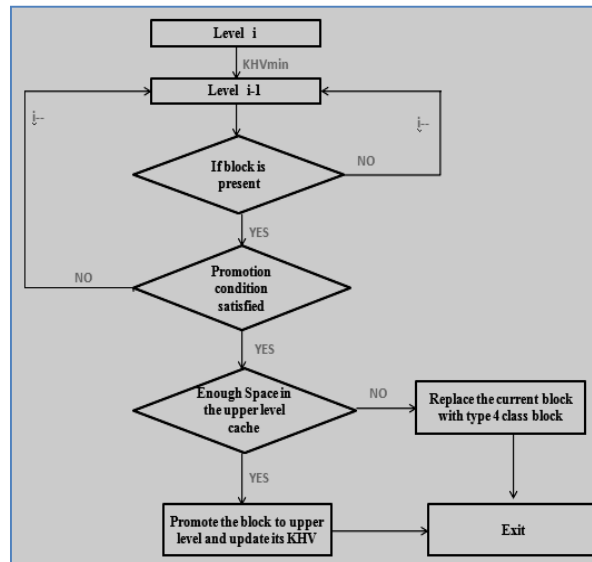 Level i
KHVmin
Level i-1
i--
i--
If block is
present
NO
YES
NO
Promotion
condition
satisfied
YES
Enough Space in
the upper level
cache
NO
Replace the current block
with type 4 class block
YES
Promote the block to upper
level and update its KHV
Exit